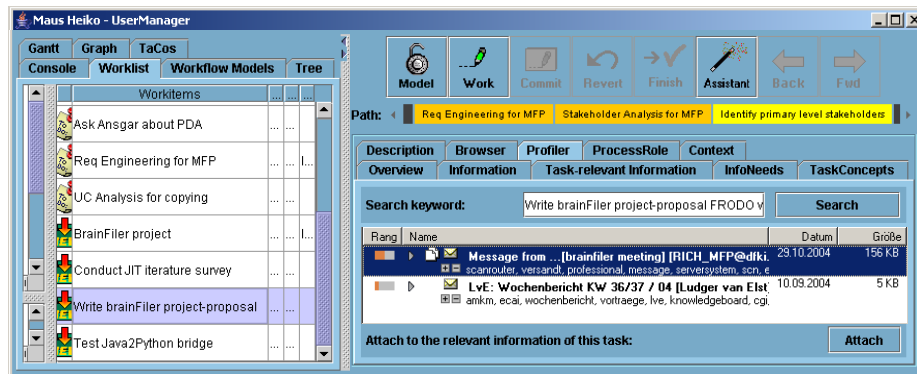 Maus Heiko - UserManager
Gantt Graph TaCos
Console Worklist Workflow Models Tree
Workitems ... ... ...
Ask Ansgar about PDA ... ...
Req Engineering for MFP ... ... I...
UC Analysis for copying ... ...
BrainFiler project ... ... I...
Conduct JIT iterature survey ... ...
Write brainFiler project-proposal ... ...
Test Java2Python bridge ... ...
Model Work Commit Revert Finish Assistant Back Fwd
Path: Req Engineering for MFP Stakeholder Analysis for MFP Identify primary level stakeholders
Description Browser Profiler ProcessRole Context
Overview Information Task-relevant Information InfoNeeds TaskConcepts
Search keyword: Write brainFiler project-proposal FRODO v Search
Rang Name Datum Größe
Message from ...[brainfiler meeting] [RICH_MFP@dfki. 29.10.2004 156 KB
scanrouter, versandt, professional, message, serversystem, scn, e
LvE: Wochenbericht KW 36/37 / 04 [Ludger van Elst 10.09.2004 5 KB
amkm, ecai, wochenbericht, vortraege, lve, knowledgeboard, cgi,
Attach to the relevant information of this task: Attach